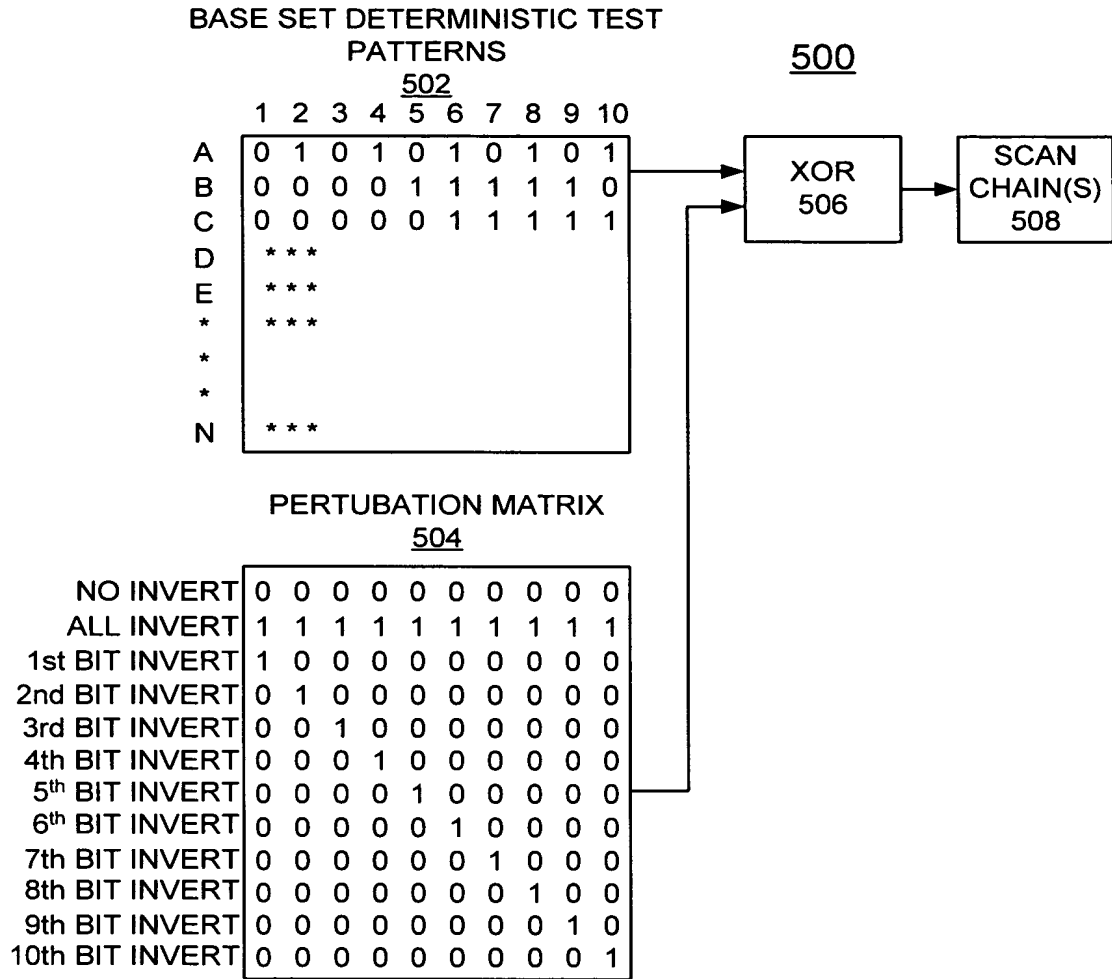 BASE SET DETERMINISTIC TEST
PATTERNS
502
500
1 2 3 4 5 6 7 8 9 10
A 0 1 0 1 0 1 0 1 0 1
B 0 0 0 0 1 1 1 1 1 0
C 0 0 0 0 0 1 1 1 1 1
D * * *
E * * *
* * * *
*
*
N * * *
XOR
506
SCAN
CHAIN(S)
508
PERTUBATION MATRIX
504
NO INVERT 0 0 0 0 0 0 0 0 0 0
ALL INVERT 1 1 1 1 1 1 1 1 1 1
1st BIT INVERT 1 0 0 0 0 0 0 0 0 0
2nd BIT INVERT 0 1 0 0 0 0 0 0 0 0
3rd BIT INVERT 0 0 1 0 0 0 0 0 0 0
4th BIT INVERT 0 0 0 1 0 0 0 0 0 0
5th BIT INVERT 0 0 0 0 1 0 0 0 0 0
6th BIT INVERT 0 0 0 0 0 1 0 0 0 0
7th BIT INVERT 0 0 0 0 0 0 1 0 0 0
8th BIT INVERT 0 0 0 0 0 0 0 1 0 0
9th BIT INVERT 0 0 0 0 0 0 0 0 1 0
10th BIT INVERT 0 0 0 0 0 0 0 0 0 1